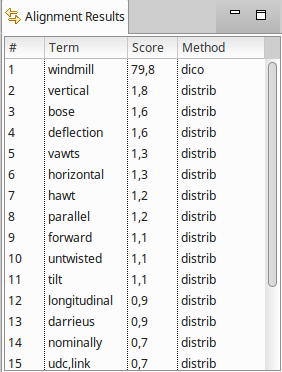 Alignment Results
# Term Score Method
1 windmill 79,8 dico
2 vertical 1,8 distrib
3 bose 1,6 distrib
4 deflection 1,6 distrib
5 vawts 1,3 distrib
6 horizontal 1,3 distrib
7 hawt 1,2 distrib
8 parallel 1,2 distrib
9 forward 1,1 distrib
10 untwisted 1,1 distrib
11 tilt 1,1 distrib
12 longitudinal 0,9 distrib
13 darrieus 0,9 distrib
14 nominally 0,7 distrib
15 udc,link 0,7 distrib